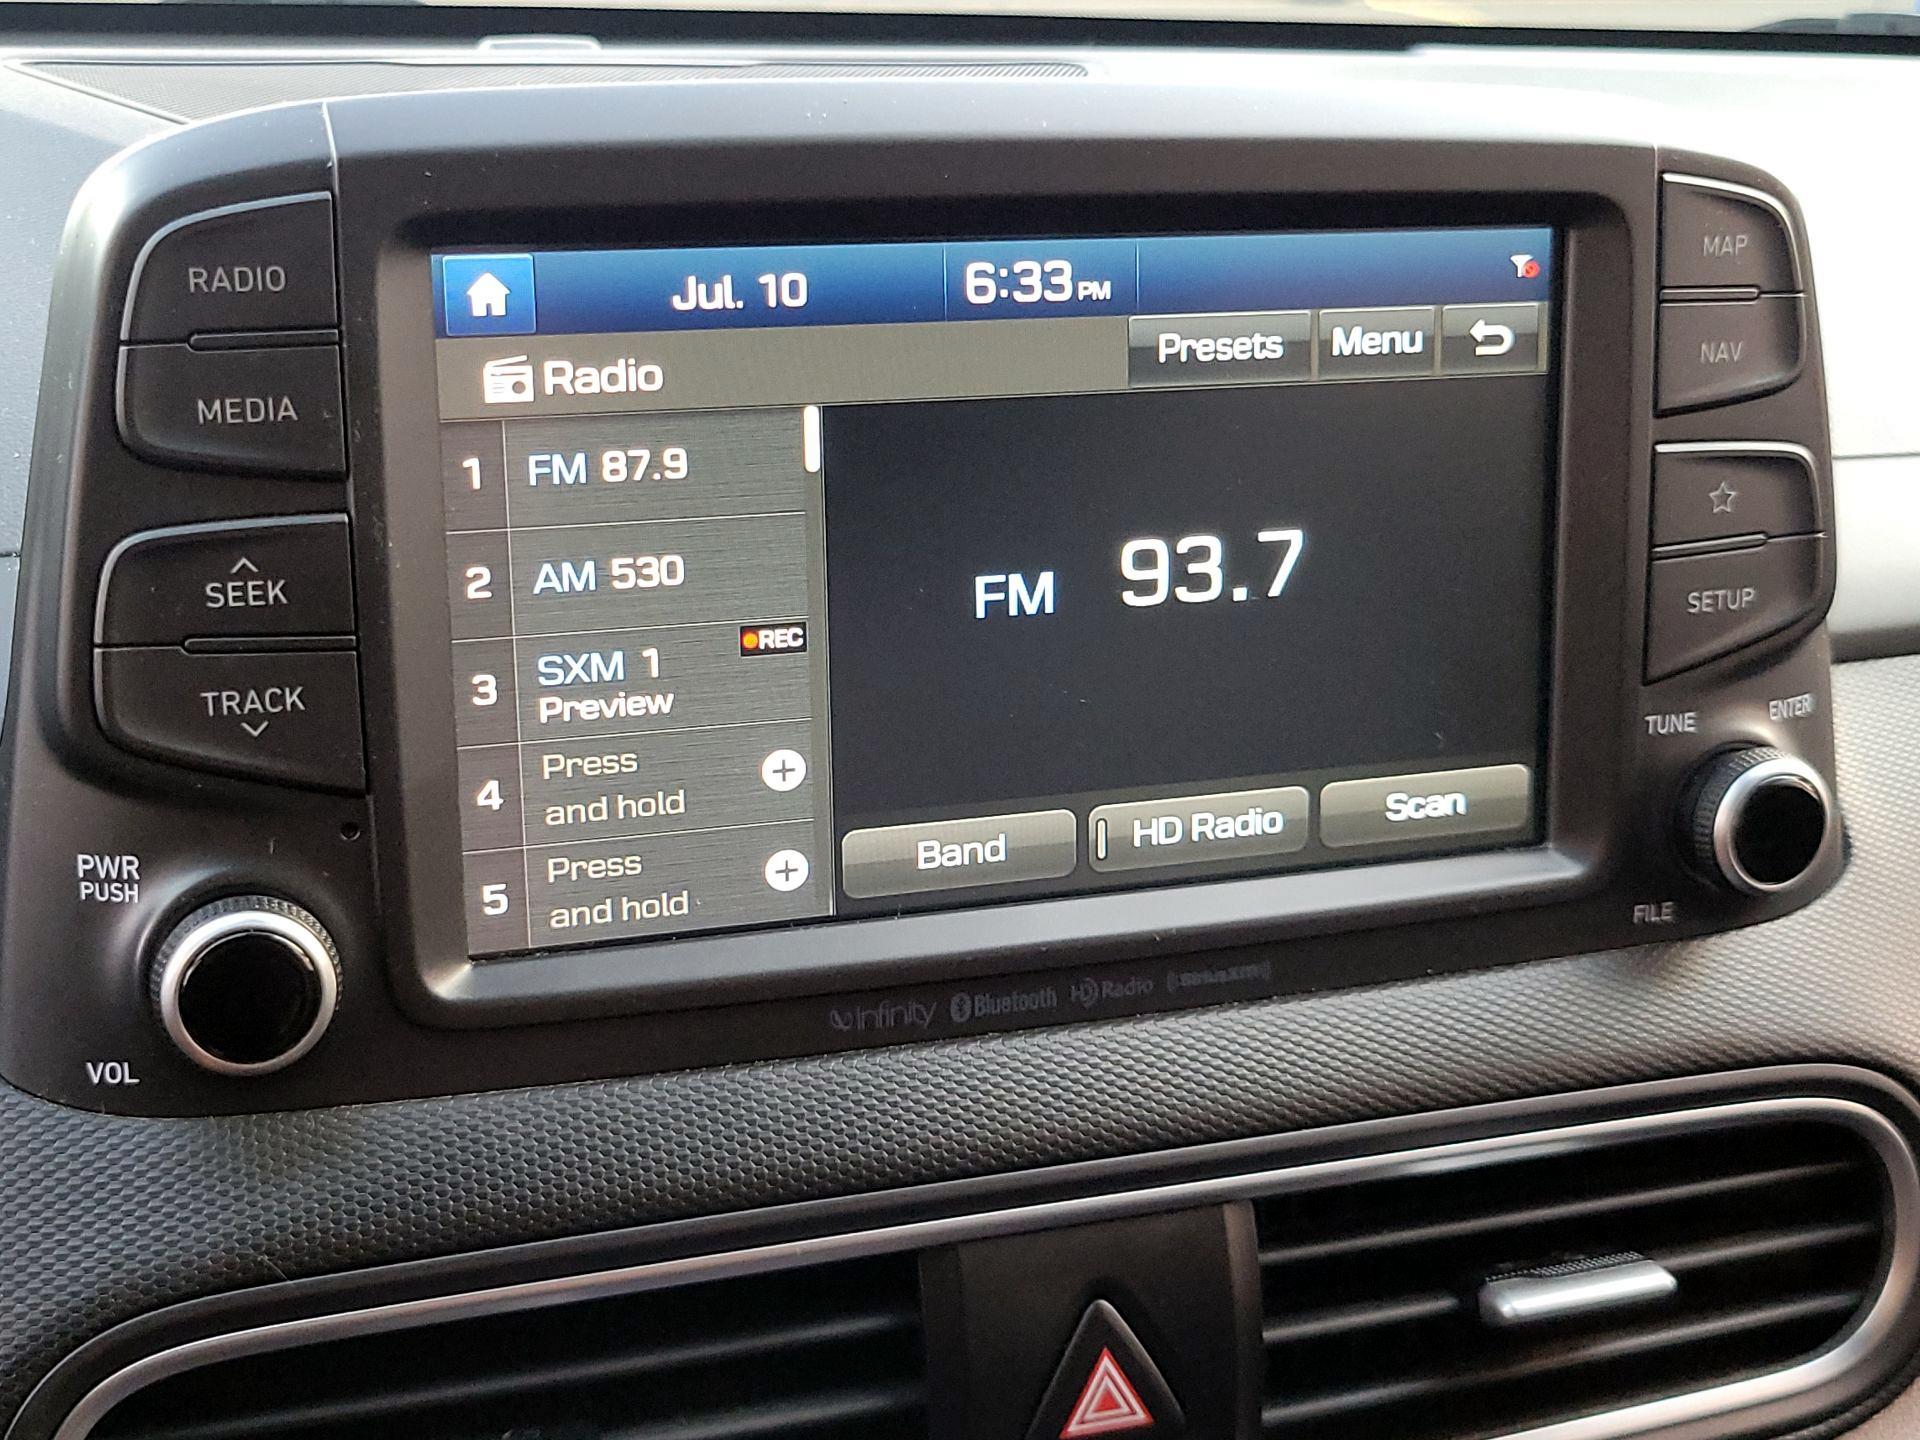 RADIO
MEDIA
SEEK
TRACK
PWR
PUSH
VOL
Jul. 10
6:33 PM
Radio
Presets
Menu
1 FM 87.9
2 AM 530
3 SXM 1 REC
Preview
4 Press
and hold
5 Press
and hold
FM 93.7
Band
HD Radio
Scan
Infinity Bluetooth HD Radio SiriusXM
MAP
NAV
SETUP
TUNE
ENTER
FILE